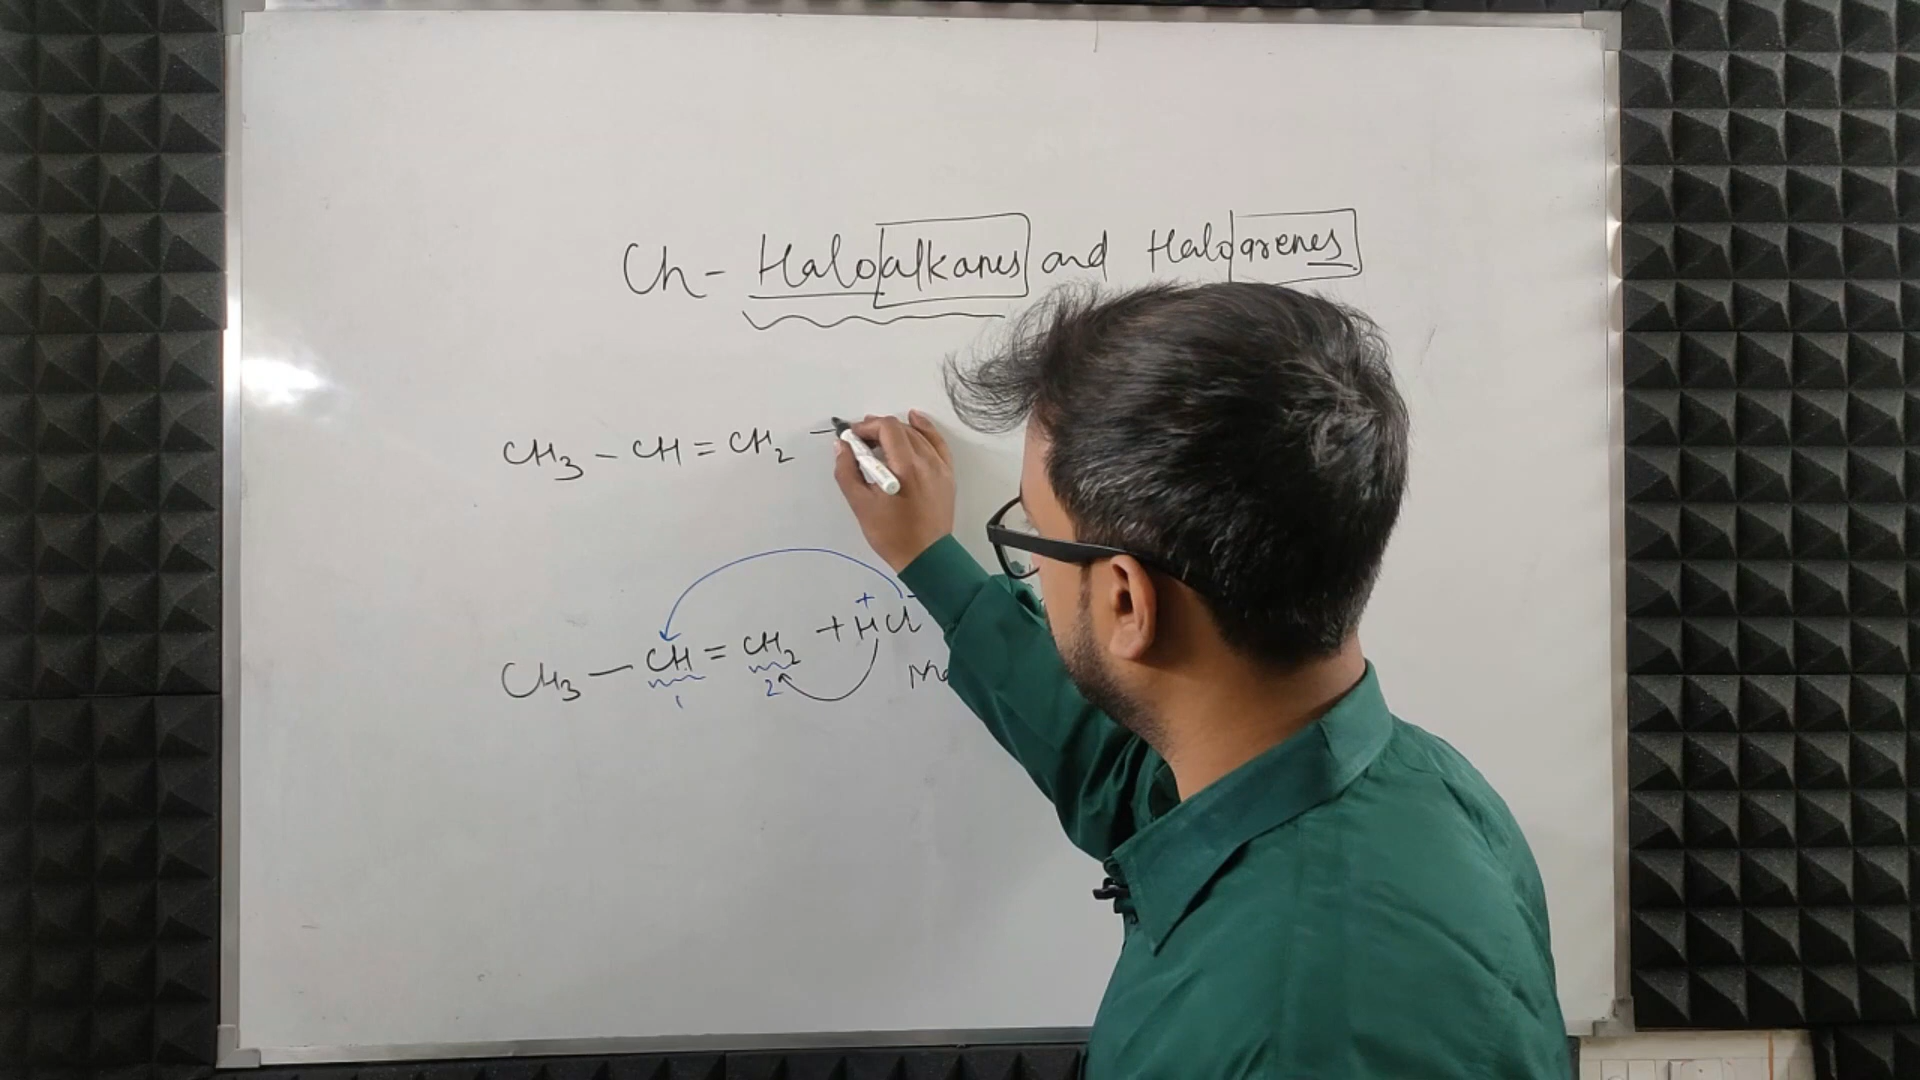 Ch - Haloalkanes and Haloarenes
CH₃ - CH = CH₂ -
+ -
CH₃ - CH = CH₂ + HCl
1 2